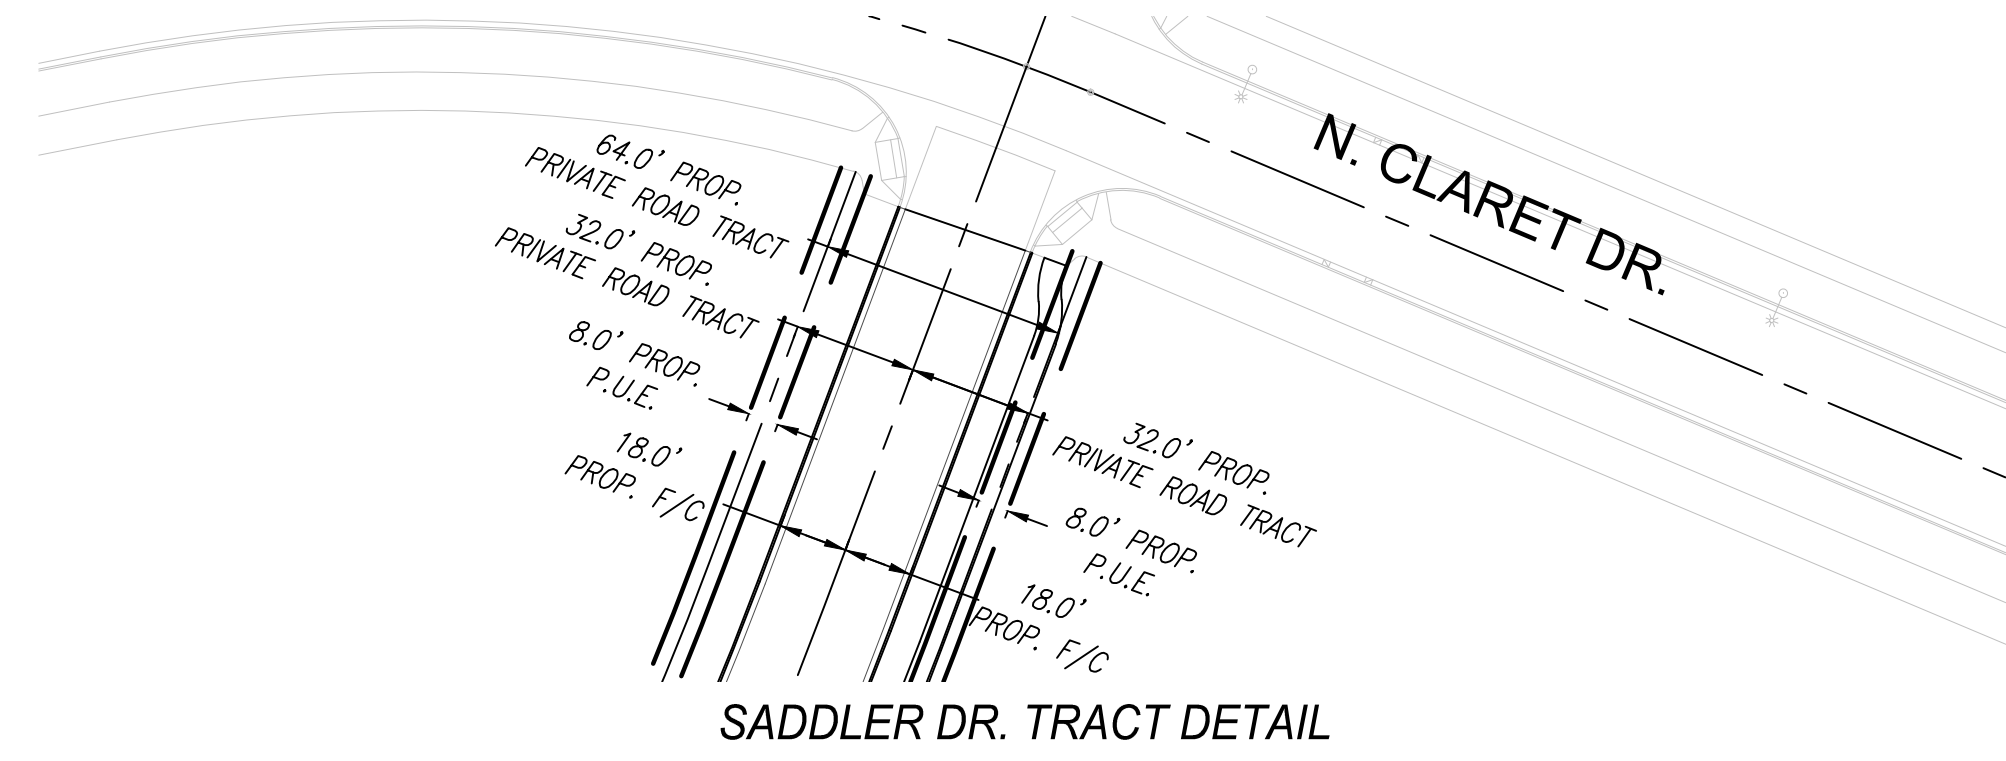 N. CLARET DR.
64.0' PROP.
PRIVATE ROAD TRACT
32.0' PROP.
PRIVATE ROAD TRACT
8.0' PROP.
P.U.E.
18.0'
PROP. F/C
32.0' PROP.
PRIVATE ROAD TRACT
8.0' PROP.
P.U.E.
18.0'
PROP. F/C
SADDLER DR. TRACT DETAIL